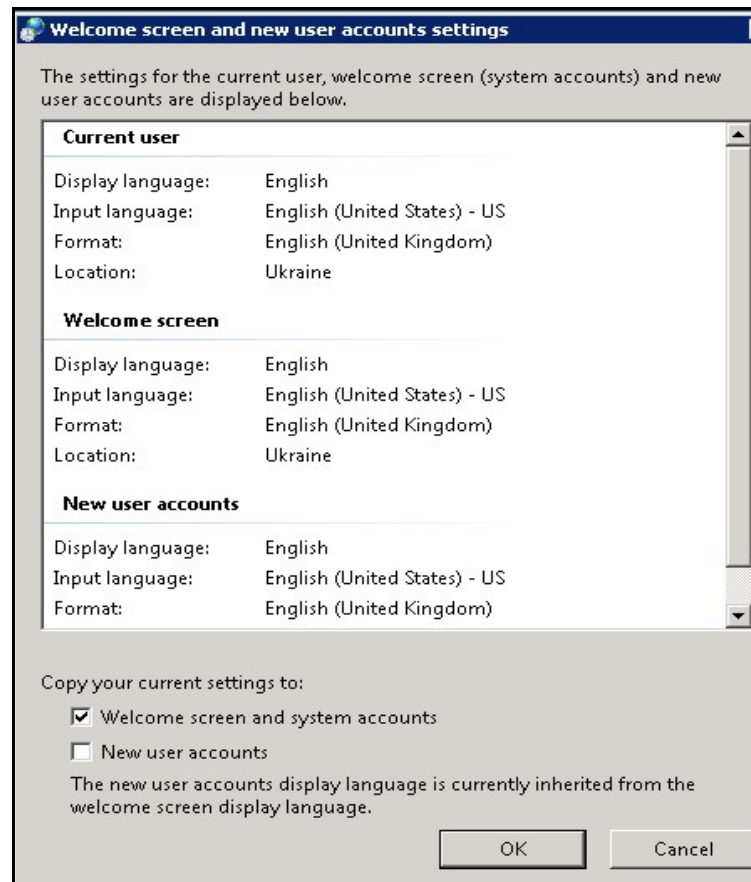 Welcome screen and new user accounts settings
The settings for the current user, welcome screen (system accounts) and new
user accounts are displayed below.
Current user
Display language: English
Input language: English (United States) - US
Format: English (United Kingdom)
Location: Ukraine
Welcome screen
Display language: English
Input language: English (United States) - US
Format: English (United Kingdom)
Location: Ukraine
New user accounts
Display language: English
Input language: English (United States) - US
Format: English (United Kingdom)
Copy your current settings to:
Welcome screen and system accounts
New user accounts
The new user accounts display language is currently inherited from the
welcome screen display language.
OK Cancel